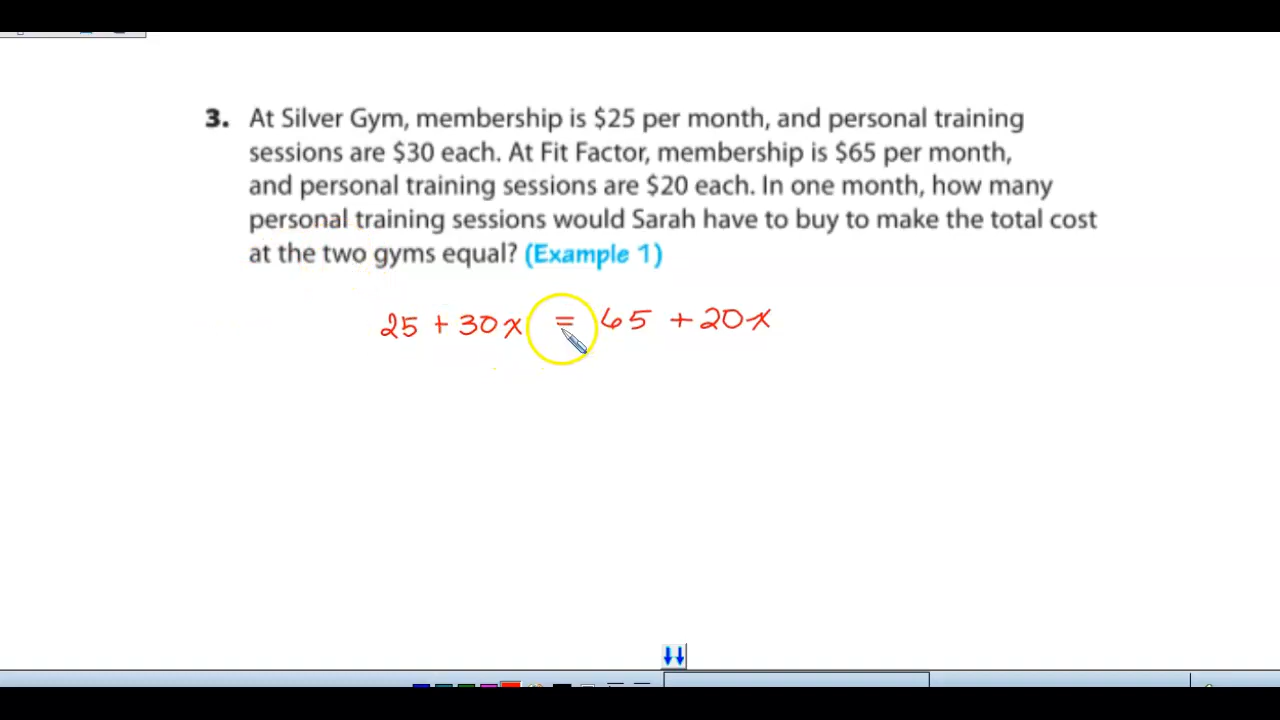 3. At Silver Gym, membership is $25 per month, and personal training
sessions are $30 each. At Fit Factor, membership is $65 per month,
and personal training sessions are $20 each. In one month, how many
personal training sessions would Sarah have to buy to make the total cost
at the two gyms equal? (Example 1)
25 + 30x = 65 + 20x